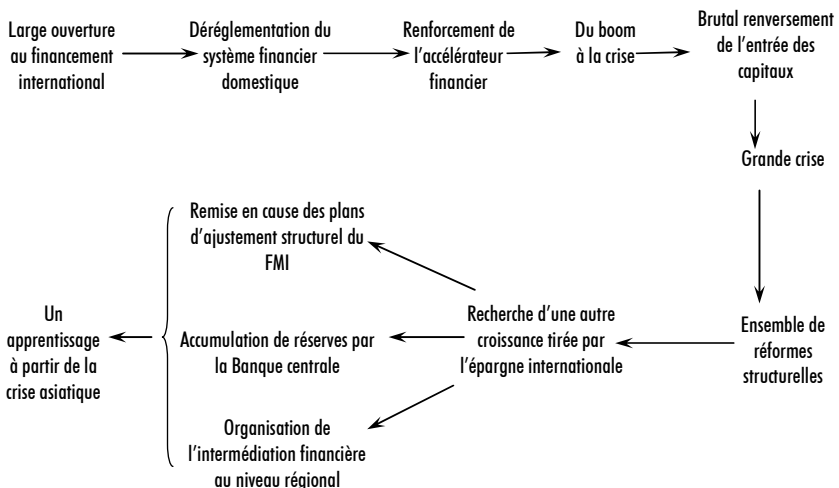 Large ouverture
au financement
international
Déréglementation du
système financier
domestique
Renforcement de
l'accélérateur
financier
Du boom
à la crise
Brutal renversement
de l'entrée des
capitaux
Grande crise
Ensemble de
réformes
structurelles
Recherche d'une autre
croissance tirée par
l'épargne internationale
Remise en cause des plans
d'ajustement structurel du
FMI
Accumulation de réserves par
la Banque centrale
Organisation de
l'intermédiation financière
au niveau régional
Un
apprentissage
à partir de la
crise asiatique